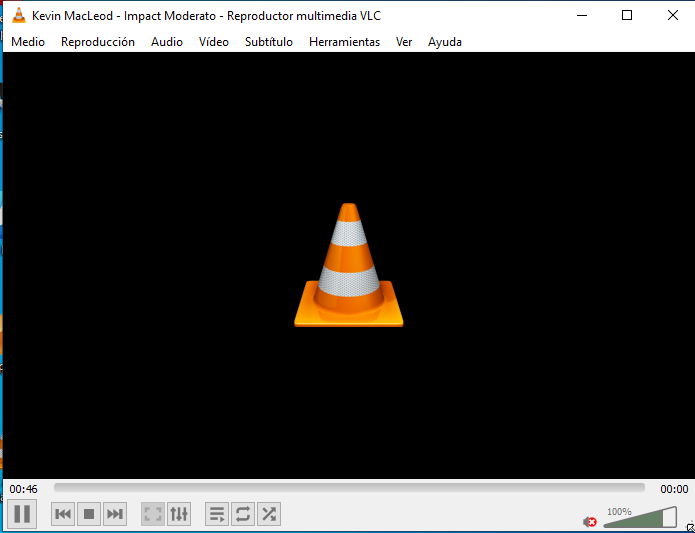 Kevin MacLeod - Impact Moderato - Reproductor multimedia VLC
Medio Reproducción Audio Vídeo Subtítulo Herramientas Ver Ayuda
00:46 00:00
100%